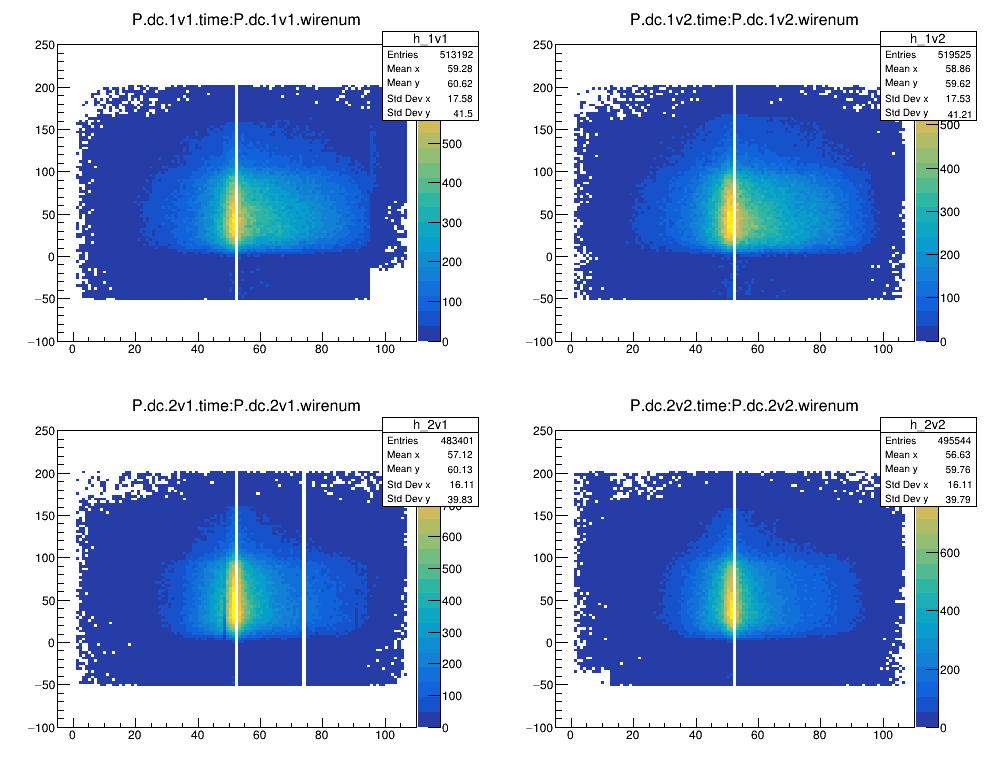 P.dc.1v1.time:P.dc.1v1.wirenum
h_1v1
Entries 513192
Mean x 59.28
Mean y 60.62
Std Dev x 17.58
Std Dev y 41.5
250
200
150
100
50
0
−50
−100
0 20 40 60 80 100
500
400
300
200
100
0
P.dc.1v2.time:P.dc.1v2.wirenum
h_1v2
Entries 519525
Mean x 58.86
Mean y 59.62
Std Dev x 17.53
Std Dev y 41.21
250
200
150
100
50
0
−50
−100
0 20 40 60 80 100
500
400
300
200
100
0
P.dc.2v1.time:P.dc.2v1.wirenum
h_2v1
Entries 483401
Mean x 57.12
Mean y 60.13
Std Dev x 16.11
Std Dev y 39.83
250
200
150
100
50
0
−50
−100
0 20 40 60 80 100
700
600
500
400
300
200
100
0
P.dc.2v2.time:P.dc.2v2.wirenum
h_2v2
Entries 495544
Mean x 56.63
Mean y 59.76
Std Dev x 16.11
Std Dev y 39.79
250
200
150
100
50
0
−50
−100
0 20 40 60 80 100
600
400
200
0